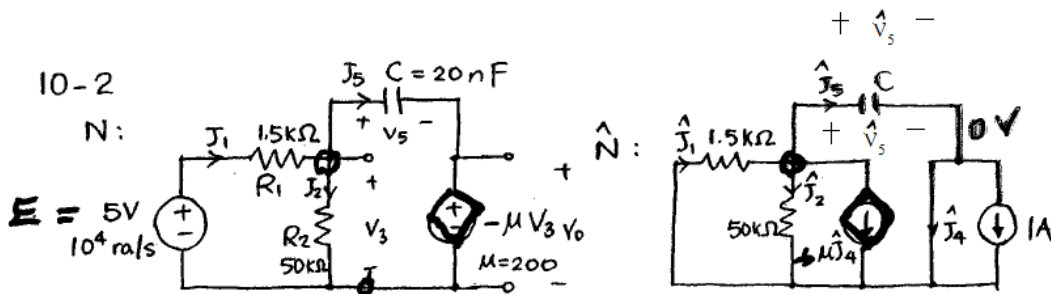 + v̂₅ −
10-2
N:
J₅ C = 20nF
+ v₅ −
J₁ 1.5kΩ
R₁
J₂
+
E = 5V
10⁴ ra/s
+
−
R₂
50kΩ
V₃
J
+
−
-μV₃
V₀
μ=200
+
−
N̂:
Ĵ₅ C
+ v̂₅ −
0V
Ĵ₁ 1.5kΩ
Ĵ₂
50kΩ
μĴ₄
Ĵ₄
1A